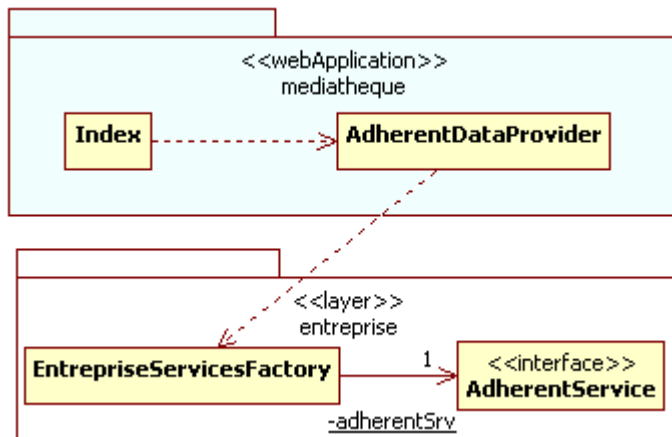 <<webApplication>>
mediatheque
Index
AdherentDataProvider
<<layer>>
entreprise
EntrepriseServicesFactory
1
<<interface>>
AdherentService
-adherentSrv